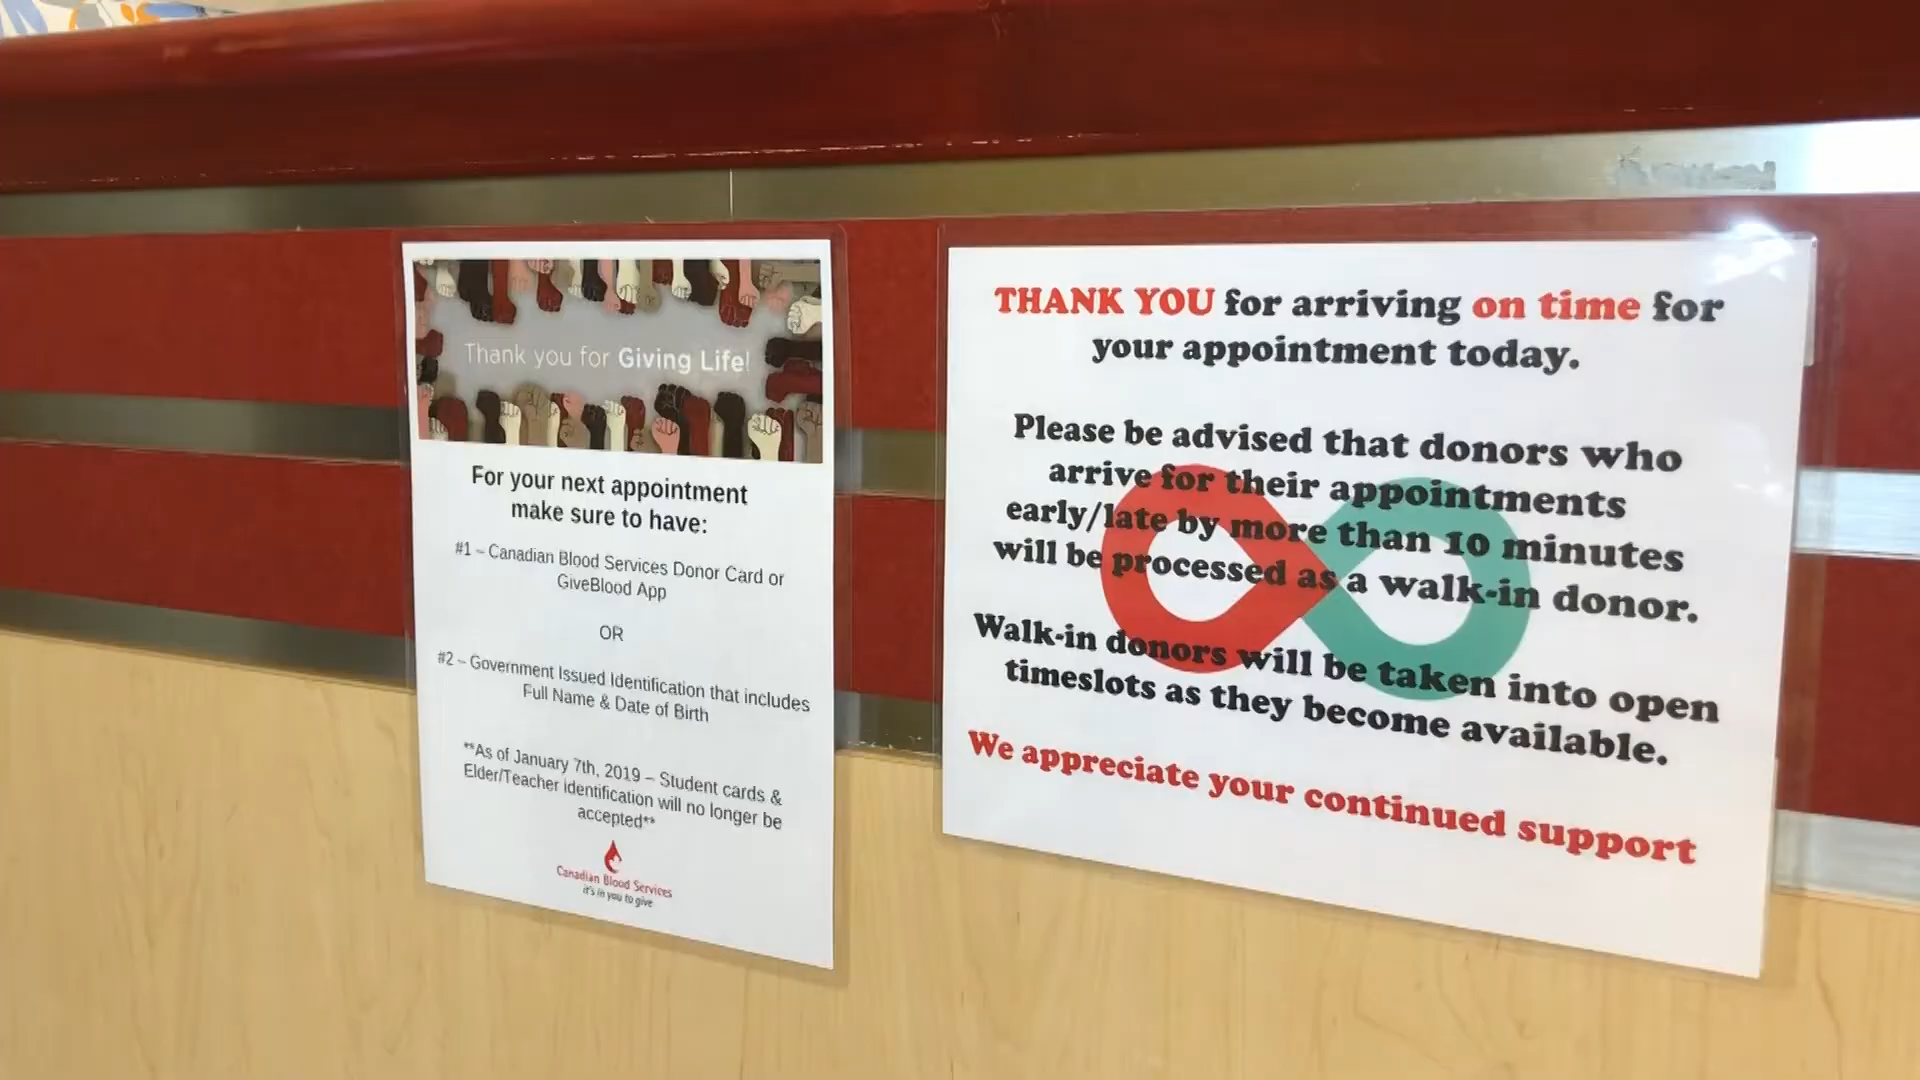 Thank you for Giving Life!
For your next appointment
make sure to have:
#1 – Canadian Blood Services Donor Card or
GiveBlood App
OR
#2 – Government Issued Identification that includes
Full Name & Date of Birth
**As of January 7th, 2019 – Student cards &
Elder/Teacher identification will no longer be
accepted**
Canadian Blood Services
it's in you to give
THANK YOU for arriving on time for
your appointment today.
Please be advised that donors who
arrive for their appointments
early/late by more than 10 minutes
will be processed as a walk-in donor.
Walk-in donors will be taken into open
timeslots as they become available.
We appreciate your continued support